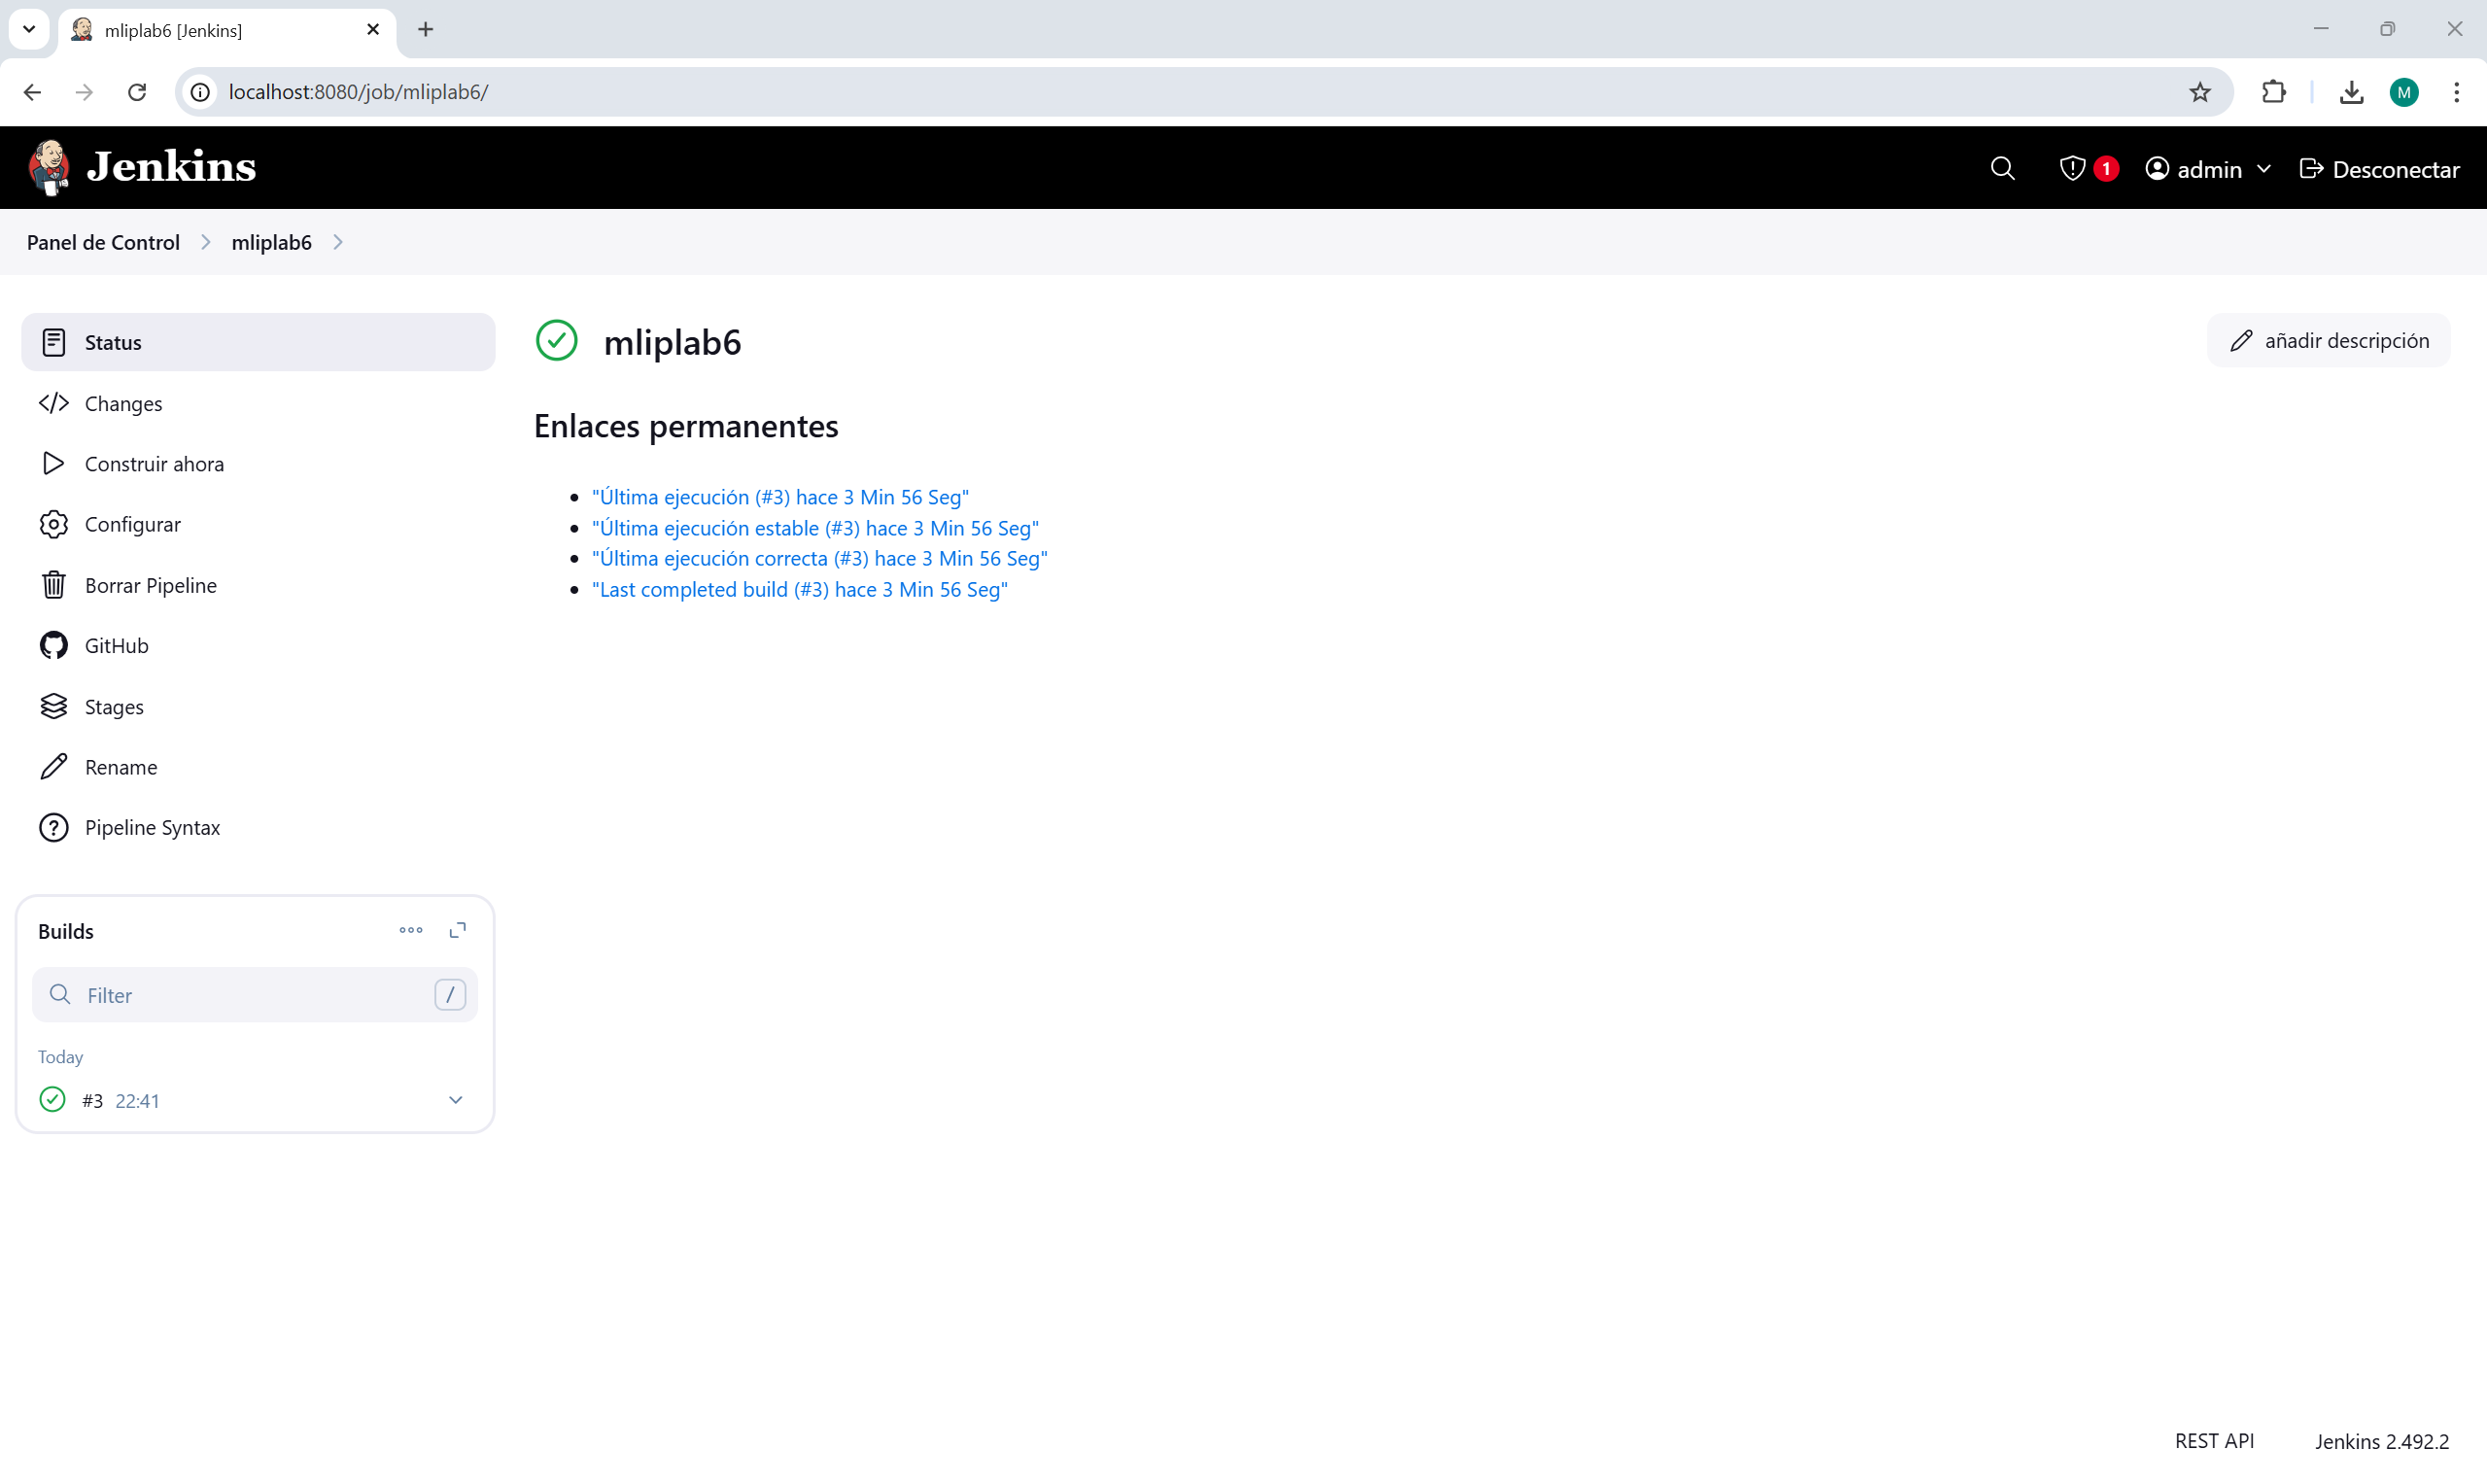 mliplab6 [Jenkins]
localhost:8080/job/mliplab6/
M
Jenkins
1
admin
Desconectar
Panel de Control
mliplab6
Status
Changes
Construir ahora
Configurar
Borrar Pipeline
GitHub
Stages
Rename
Pipeline Syntax
Builds
Filter
/
Today
#3 22:41
mliplab6
añadir descripción
Enlaces permanentes
"Última ejecución (#3) hace 3 Min 56 Seg"
"Última ejecución estable (#3) hace 3 Min 56 Seg"
"Última ejecución correcta (#3) hace 3 Min 56 Seg"
"Last completed build (#3) hace 3 Min 56 Seg"
REST API
Jenkins 2.492.2